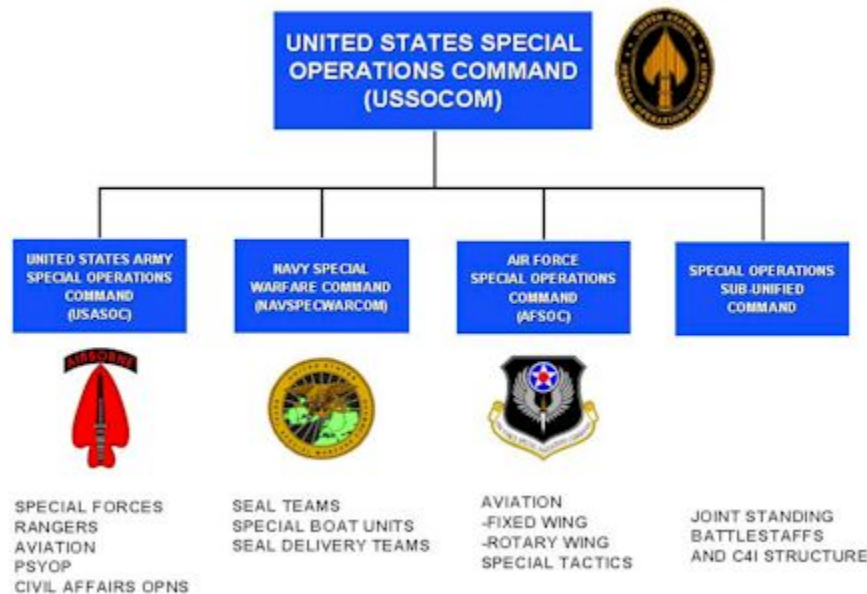 UNITED STATES SPECIAL
OPERATIONS COMMAND
(USSOCOM)
UNITED STATES ARMY
SPECIAL OPERATIONS
COMMAND
(USASOC)
NAVY SPECIAL
WARFARE COMMAND
(NAVSPECWARCOM)
AIR FORCE
SPECIAL OPERATIONS
COMMAND
(AFSOC)
SPECIAL OPERATIONS
SUB-UNIFIED
COMMAND
AIRBORNE
SPECIAL FORCES
RANGERS
AVIATION
PSYOP
CIVIL AFFAIRS OPNS
SEAL TEAMS
SPECIAL BOAT UNITS
SEAL DELIVERY TEAMS
AVIATION
-FIXED WING
-ROTARY WING
SPECIAL TACTICS
JOINT STANDING
BATTLESTAFFS
AND C4I STRUCTURE